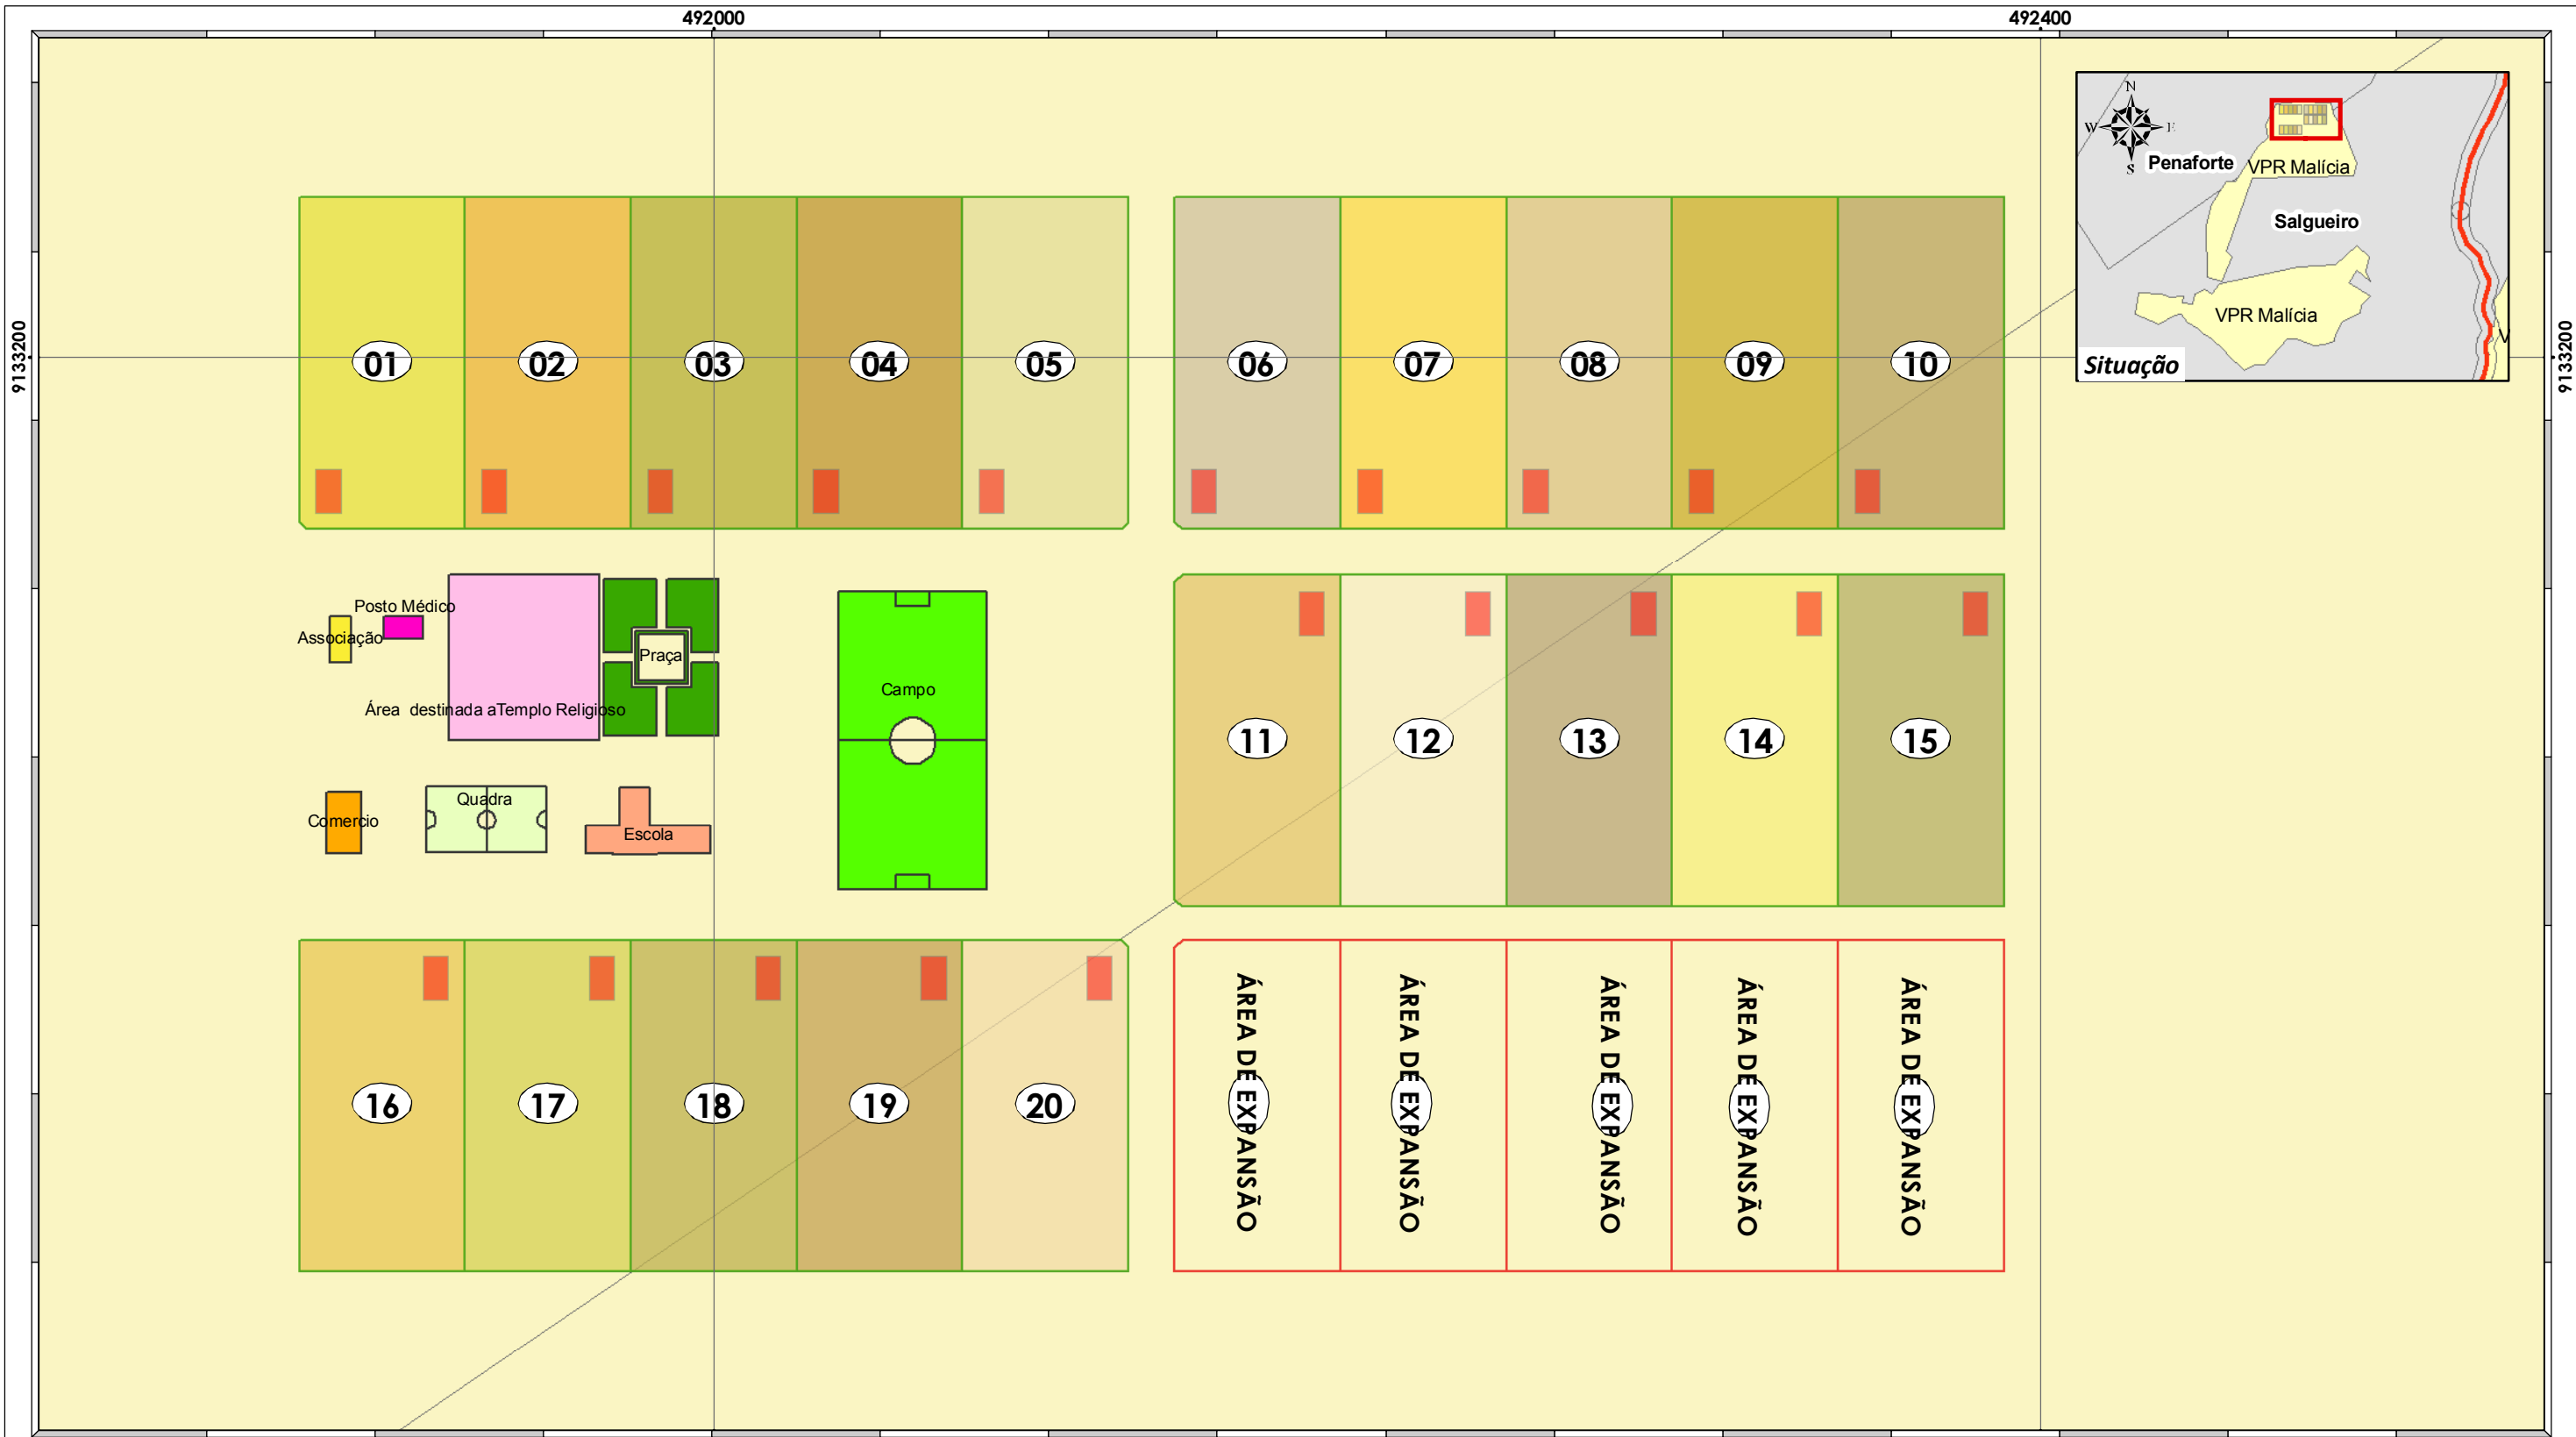 492000
492400
N
W
E
S
Penaforte
VPR Malícia
Salgueiro
VPR Malícia
V
Situação
9133200
9133200
01
02
03
04
05
06
07
08
09
10
Posto Médico
Associação
Praça
Área destinada aTemplo Religioso
Campo
Quadra
Comercio
Escola
11
12
13
14
15
16
17
18
19
20
ÁREA DE EXPANSÃO
ÁREA DE EXPANSÃO
ÁREA DE EXPANSÃO
ÁREA DE EXPANSÃO
ÁREA DE EXPANSÃO